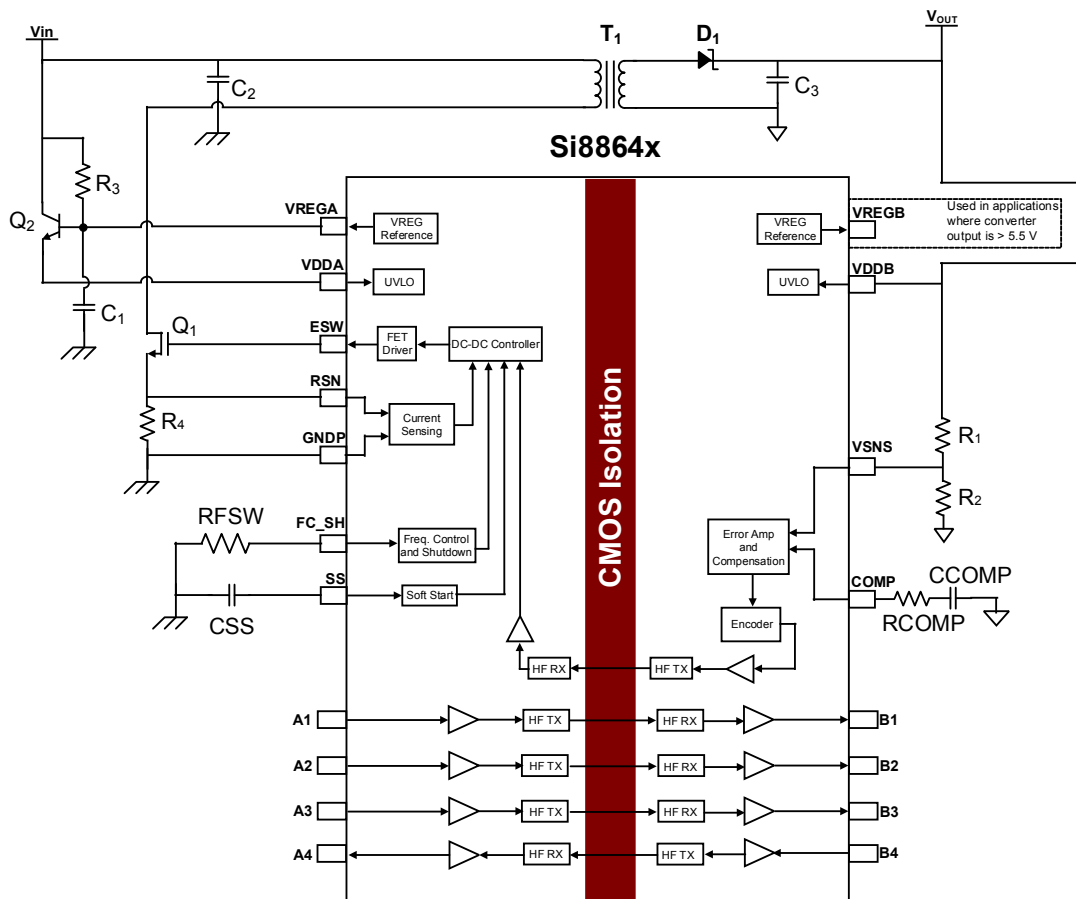 Vin
VOUT
T1
D1
C2
C3
Si8864x
R3
Q2
VREGA
VREG
Reference
VREG
Reference
VREGB
Used in applications
where converter
output is > 5.5 V
VDDA
UVLO
UVLO
VDDB
C1
Q1
ESW
FET
Driver
DC-DC Controller
RSN
Current
Sensing
R4
GNDP
CMOS Isolation
R1
VSNS
R2
RFSW
FC_SH
Freq. Control
and Shutdown
Error Amp
and
Compensation
SS
Soft Start
CSS
COMP
CCOMP
RCOMP
Encoder
HF RX
HF TX
A1
HF TX
HF RX
B1
A2
HF TX
HF RX
B2
A3
HF TX
HF RX
B3
A4
HF RX
HF TX
B4